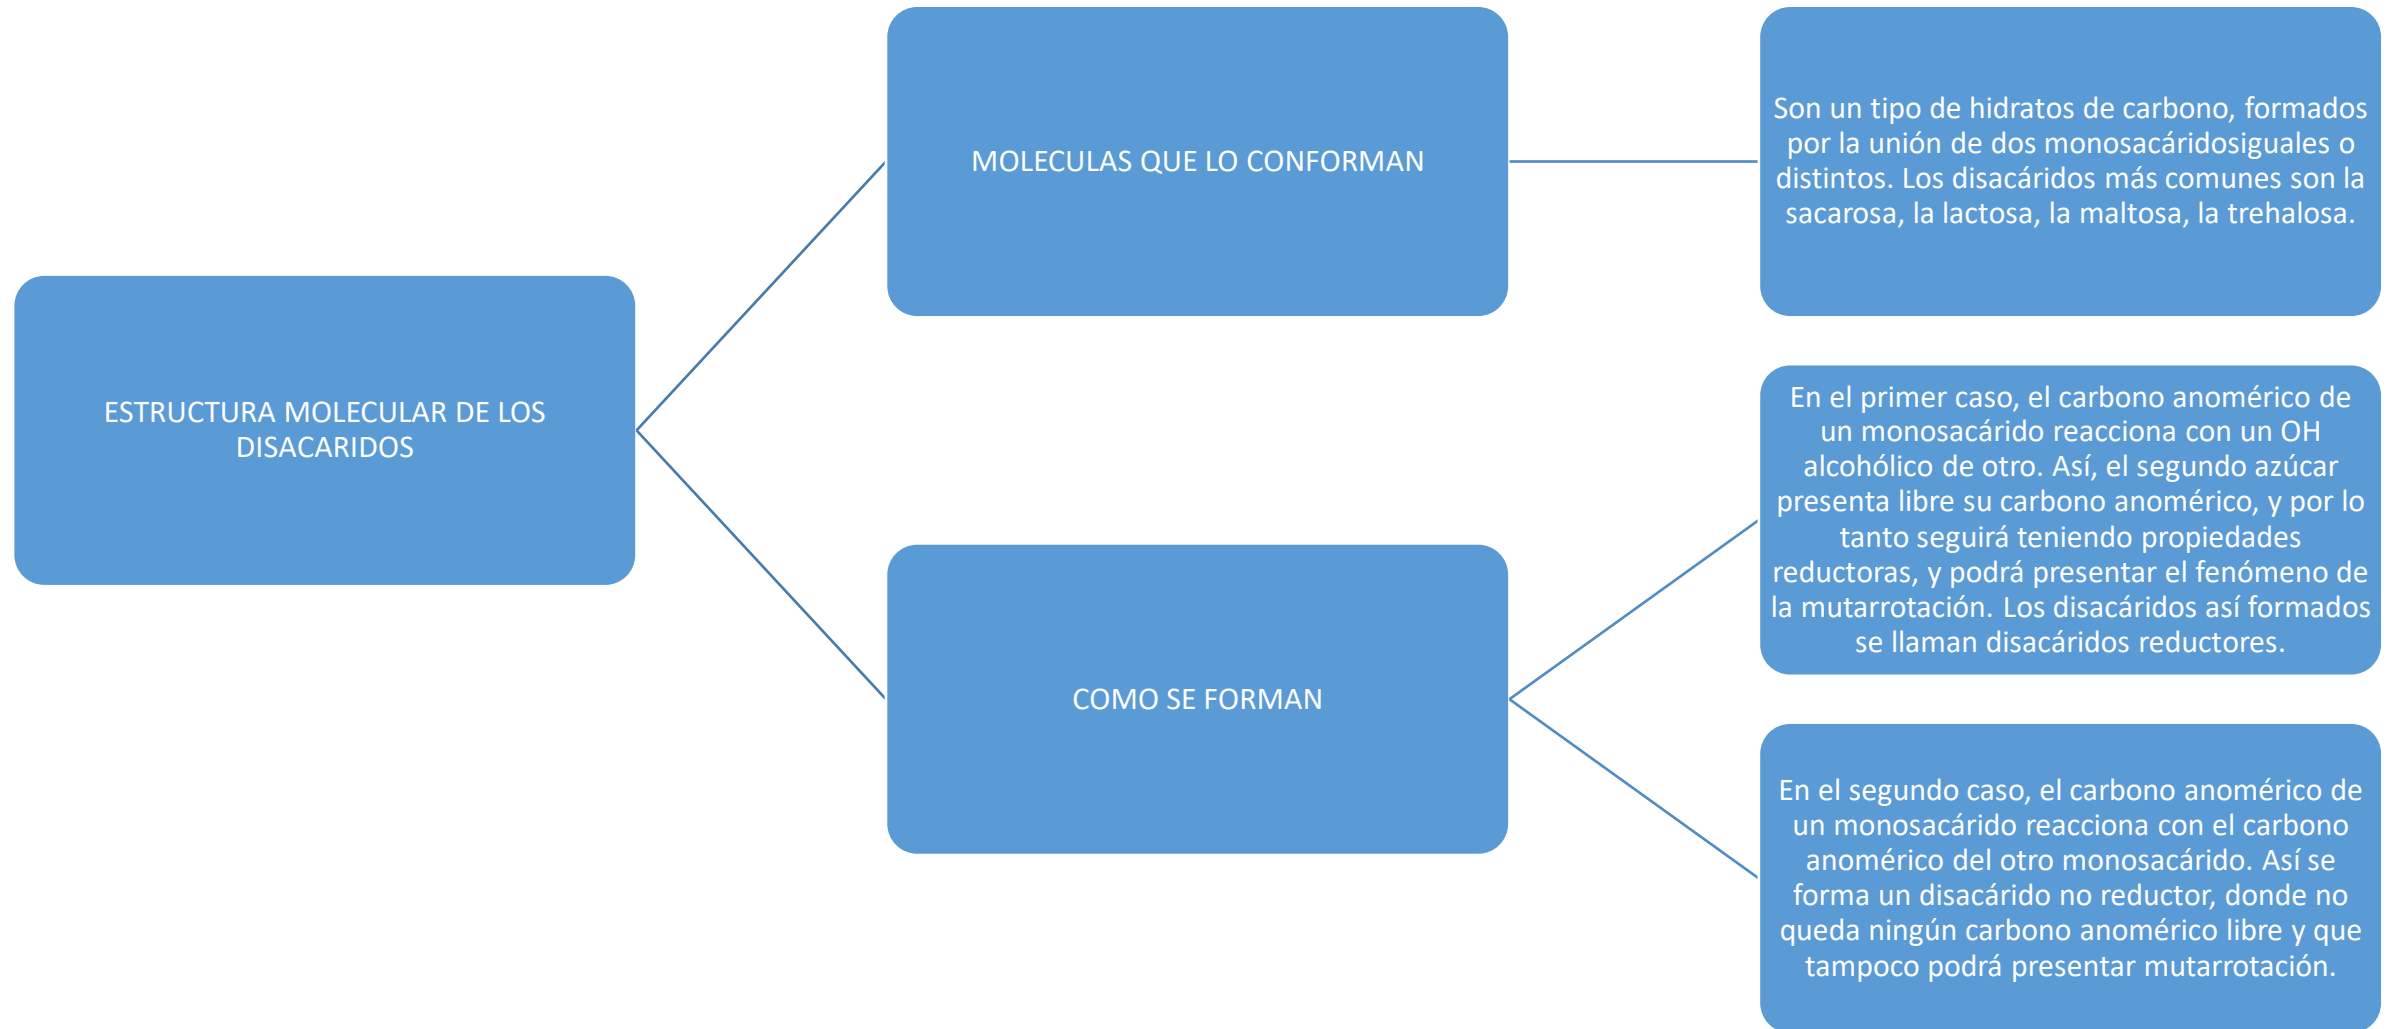 ESTRUCTURA MOLECULAR DE LOS
DISACARIDOS
MOLECULAS QUE LO CONFORMAN
Son un tipo de hidratos de carbono, formados
por la unión de dos monosacáridosiguales o
distintos. Los disacáridos más comunes son la
sacarosa, la lactosa, la maltosa, la trehalosa.
COMO SE FORMAN
En el primer caso, el carbono anomérico de
un monosacárido reacciona con un OH
alcohólico de otro. Así, el segundo azúcar
presenta libre su carbono anomérico, y por lo
tanto seguirá teniendo propiedades
reductoras, y podrá presentar el fenómeno de
la mutarrotación. Los disacáridos así formados
se llaman disacáridos reductores.
En el segundo caso, el carbono anomérico de
un monosacárido reacciona con el carbono
anomérico del otro monosacárido. Así se
forma un disacárido no reductor, donde no
queda ningún carbono anomérico libre y que
tampoco podrá presentar mutarrotación.